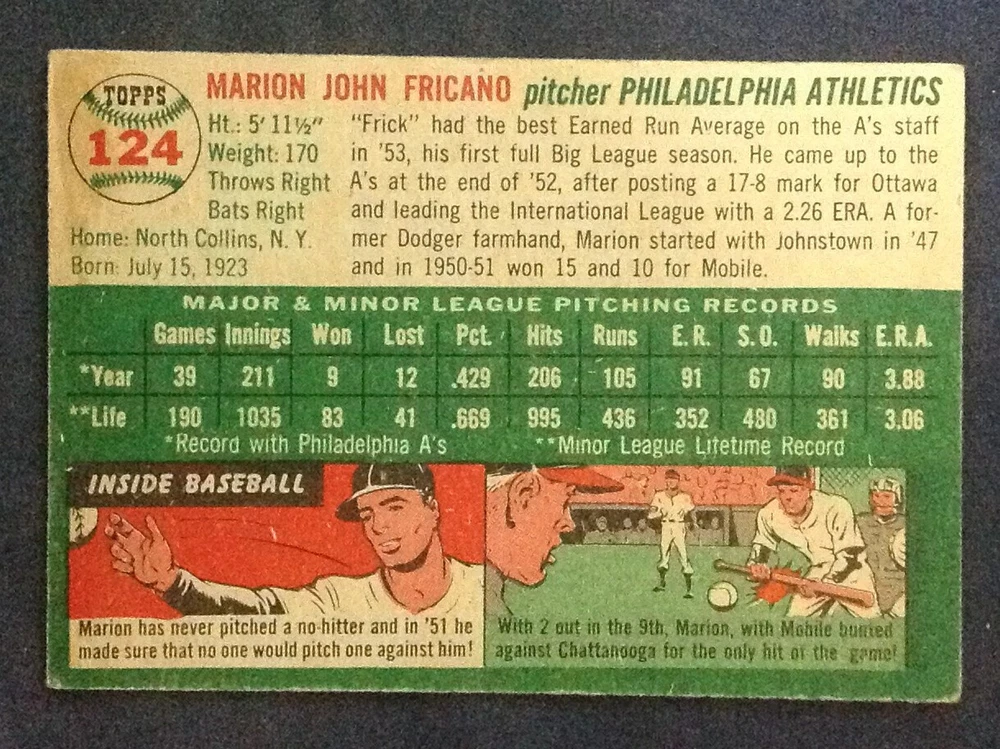 TOPPS
124
MARION JOHN FRICANO pitcher PHILADELPHIA ATHLETICS
Ht.: 5' 11½"
Weight: 170
Throws Right
Bats Right
Home: North Collins, N. Y.
Born: July 15, 1923
"Frick" had the best Earned Run Average on the A's staff
in '53, his first full Big League season. He came up to the
A's at the end of '52, after posting a 17-8 mark for Ottawa
and leading the International League with a 2.26 ERA. A for-
mer Dodger farmhand, Marion started with Johnstown in '47
and in 1950-51 won 15 and 10 for Mobile.
MAJOR & MINOR LEAGUE PITCHING RECORDS
Games Innings Won Lost Pct. Hits Runs E.R. S.O. Walks E.R.A.
*Year 39 211 9 12 .429 206 105 91 67 90 3.88
**Life 190 1035 83 41 .669 995 436 352 480 361 3.06
*Record with Philadelphia A's **Minor League Lifetime Record
INSIDE BASEBALL
Marion has never pitched a no-hitter and in '51 he
made sure that no one would pitch one against him!
With 2 out in the 9th, Marion, with Mobile bunted
against Chattanooga for the only hit of the game!